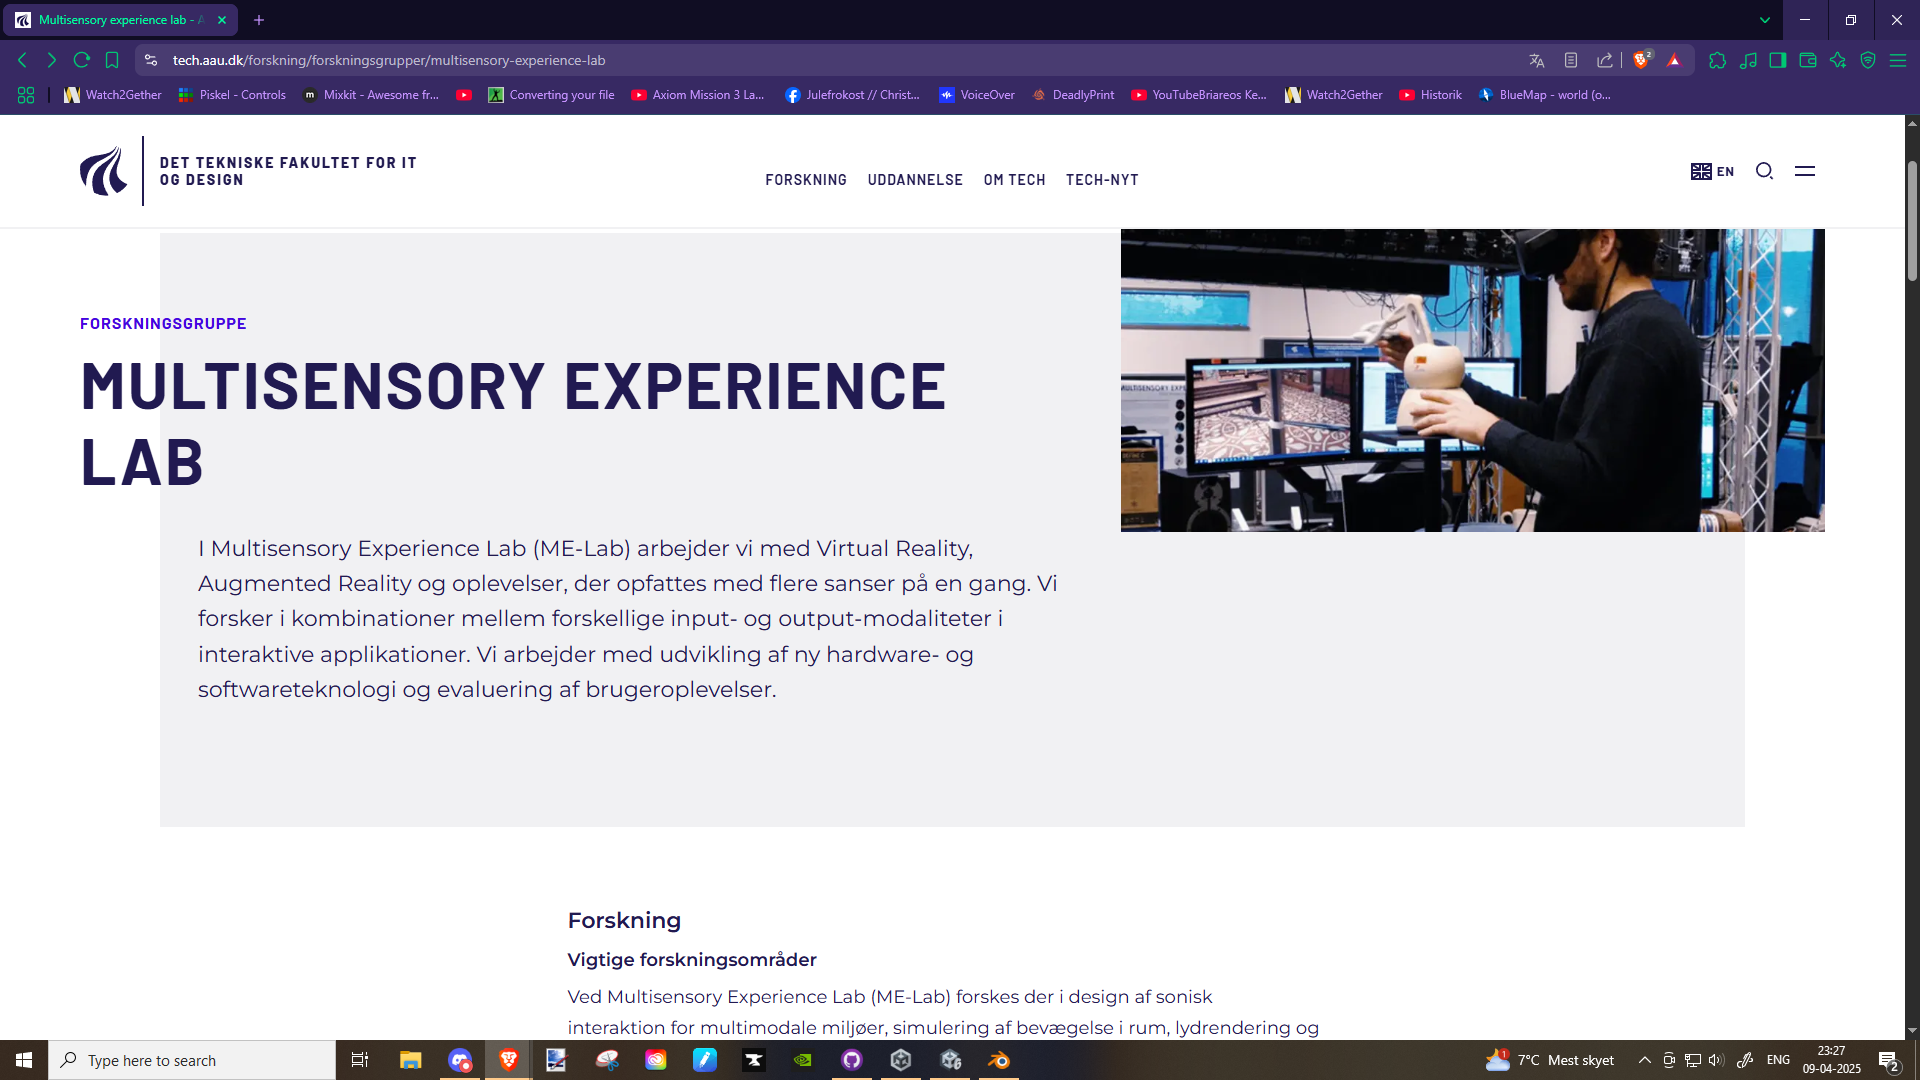 Multisensory experience lab - A
tech.aau.dk/forskning/forskningsgrupper/multisensory-experience-lab
2
Watch2Gether
Piskel - Controls
Mixkit - Awesome fr...
Converting your file
Axiom Mission 3 La...
Julefrokost // Christ...
VoiceOver
DeadlyPrint
YouTubeBriareos Ke...
Watch2Gether
Historik
BlueMap - world (o...
DET TEKNISKE FAKULTET FOR IT
OG DESIGN
FORSKNING
UDDANNELSE
OM TECH
TECH-NYT
EN
FORSKNINGSGRUPPE
MULTISENSORY EXPERIENCE
LAB
I Multisensory Experience Lab (ME-Lab) arbejder vi med Virtual Reality,
Augmented Reality og oplevelser, der opfattes med flere sanser på en gang. Vi
forsker i kombinationer mellem forskellige input- og output-modaliteter i
interaktive applikationer. Vi arbejder med udvikling af ny hardware- og
softwareteknologi og evaluering af brugeroplevelser.
Forskning
Vigtige forskningsområder
Ved Multisensory Experience Lab (ME-Lab) forskes der i design af sonisk
interaktion for multimodale miljøer, simulering af bevægelse i rum, lydrendering og
Type here to search
1
7°C Mest skyet
ENG
23:27
09-04-2025
2